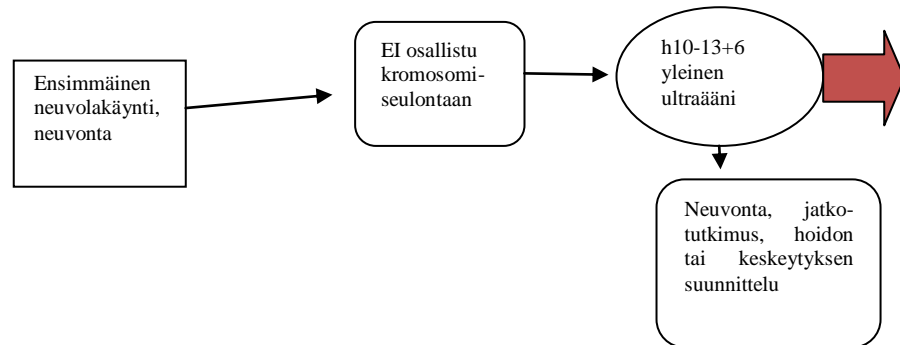 Ensimmäinen
neuvolakäynti,
neuvonta
EI osallistu
kromosomi-
seulontaan
h10-13+6
yleinen
ultraääni
Neuvonta, jatko-
tutkimus, hoidon
tai keskeytyksen
suunnittelu